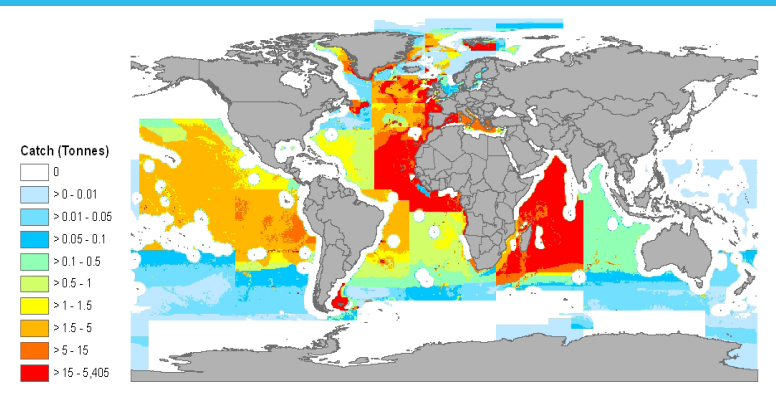 Catch (Tonnes)
0
> 0 - 0.01
> 0.01 - 0.05
> 0.05 - 0.1
> 0.1 - 0.5
> 0.5 - 1
> 1 - 1.5
> 1.5 - 5
> 5 - 15
> 15 - 5,405